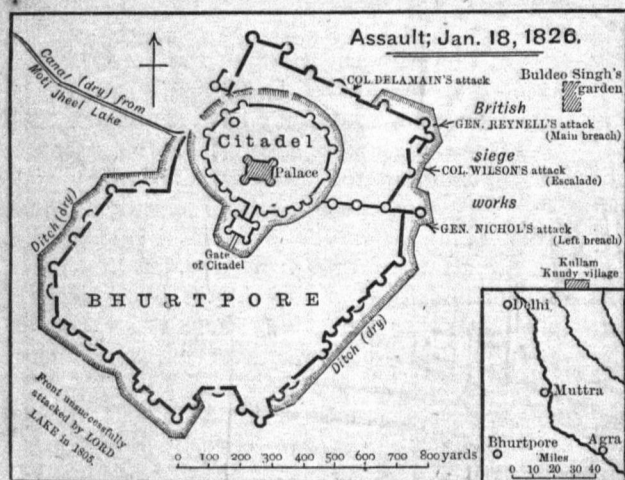 Assault; Jan. 18, 1826.
Canal (dry) from
Moti Jheel Lake
COL. DELAMAIN'S attack
Buldeo Singh's
garden
British
GEN. REYNELL'S attack
(Main breach)
Citadel
Palace
siege
COL. WILSON'S attack
(Escalade)
works
Ditch (dry)
GEN. NICHOL'S attack
(Left breach)
Gate
of Citadel
Kullam
Kundy village
BHURTPORE
Ditch (dry)
Front unsuccessfully
attacked by LORD
LAKE in 1805.
0 100 200 300 400 500 600 700 800 yards
Delhi
Muttra
Bhurtpore
Agra
Miles
0 10 20 30 40